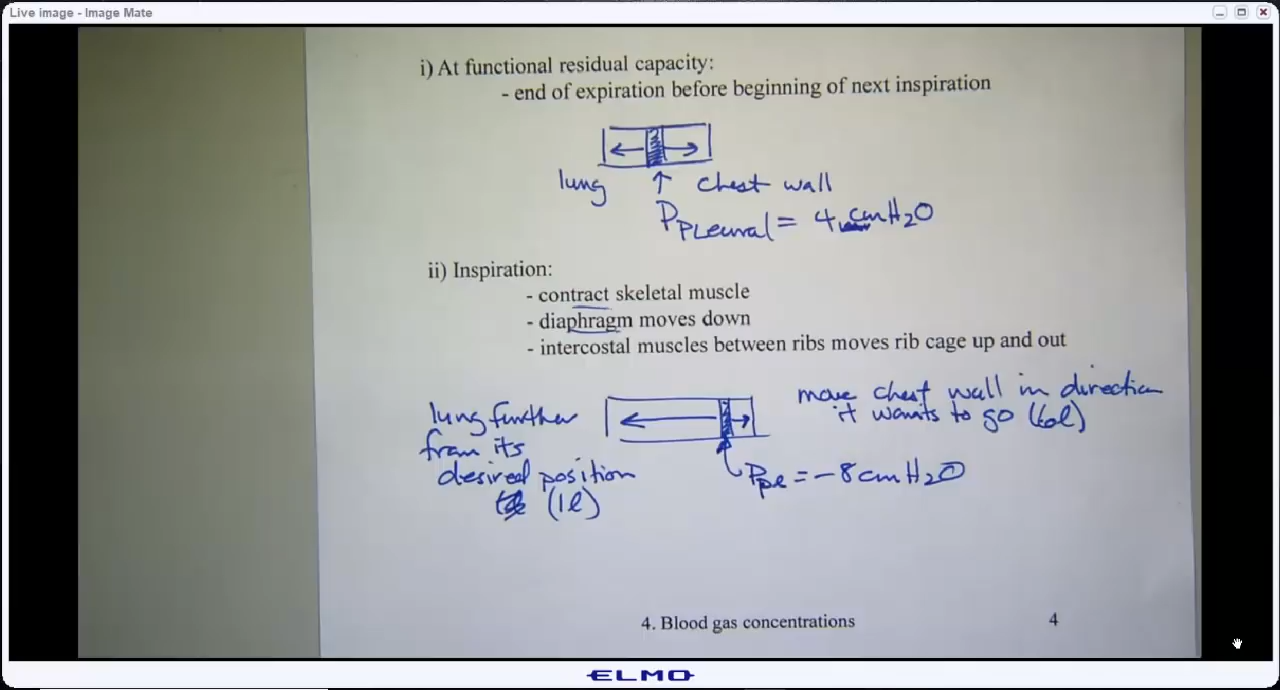 Live image - Image Mate
i) At functional residual capacity:
- end of expiration before beginning of next inspiration
lung ↑ chest wall
P PLeural = 4 cmH2O
ii) Inspiration:
- contract skeletal muscle
- diaphragm moves down
- intercostal muscles between ribs moves rib cage up and out
move chest wall in direction
it wants to go (6l)
lung further
from its
desired position
(1l)
Ppl = -8cmH2O
4. Blood gas concentrations
4
ELMO